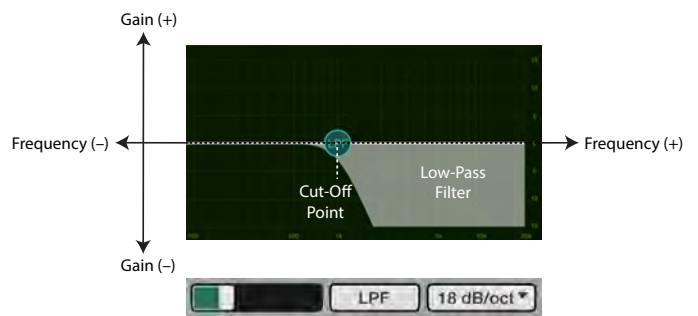 Gain (+)
Frequency (–)
Frequency (+)
Low-Pass
Filter
Cut-Off
Point
Gain (–)
LPF
18 dB/oct